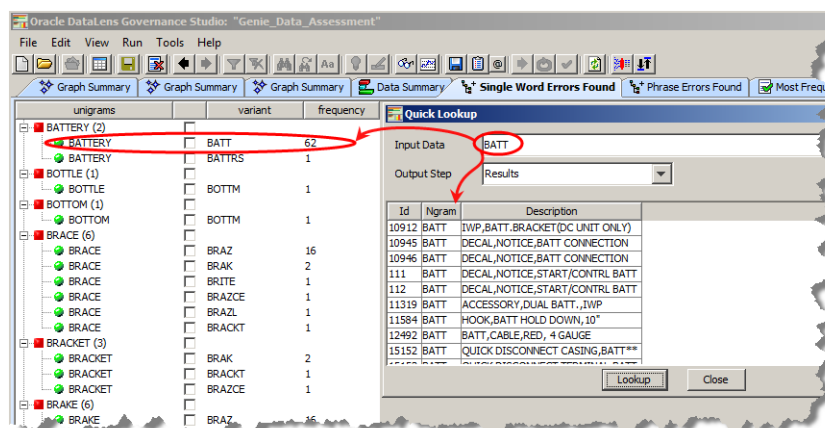 Oracle DataLens Governance Studio: "Genie_Data_Assessment"
File Edit View Run Tools Help
Aa
Graph Summary Graph Summary Graph Summary Data Summary Single Word Errors Found Phrase Errors Found Most Frequ
unigrams variant frequency
BATTERY (2)
BATTERY BATT 62
BATTERY BATTRS 1
BOTTLE (1)
BOTTLE BOTTM 1
BOTTOM (1)
BOTTOM BOTTM 1
BRACE (6)
BRACE BRAZ 16
BRACE BRAK 2
BRACE BRITE 1
BRACE BRAZCE 1
BRACE BRAZL 1
BRACE BRACKT 1
BRACKET (3)
BRACKET BRAK 2
BRACKET BRACKT 1
BRACKET BRAZCE 1
BRAKE (6)
BRAKE BRAZ 16
Quick Lookup
Input Data BATT
Output Step Results
Id Ngram Description
10912 BATT IWP,BATT.BRACKET(DC UNIT ONLY)
10945 BATT DECAL,NOTICE,BATT CONNECTION
10946 BATT DECAL,NOTICE,BATT CONNECTION
111 BATT DECAL,NOTICE,START/CONTRL BATT
112 BATT DECAL,NOTICE,START/CONTRL BATT
11319 BATT ACCESSORY,DUAL BATT.,IWP
11584 BATT HOOK,BATT HOLD DOWN,10"
12492 BATT BATT,CABLE,RED, 4 GAUGE
15152 BATT QUICK DISCONNECT CASING,BATT**
Lookup Close